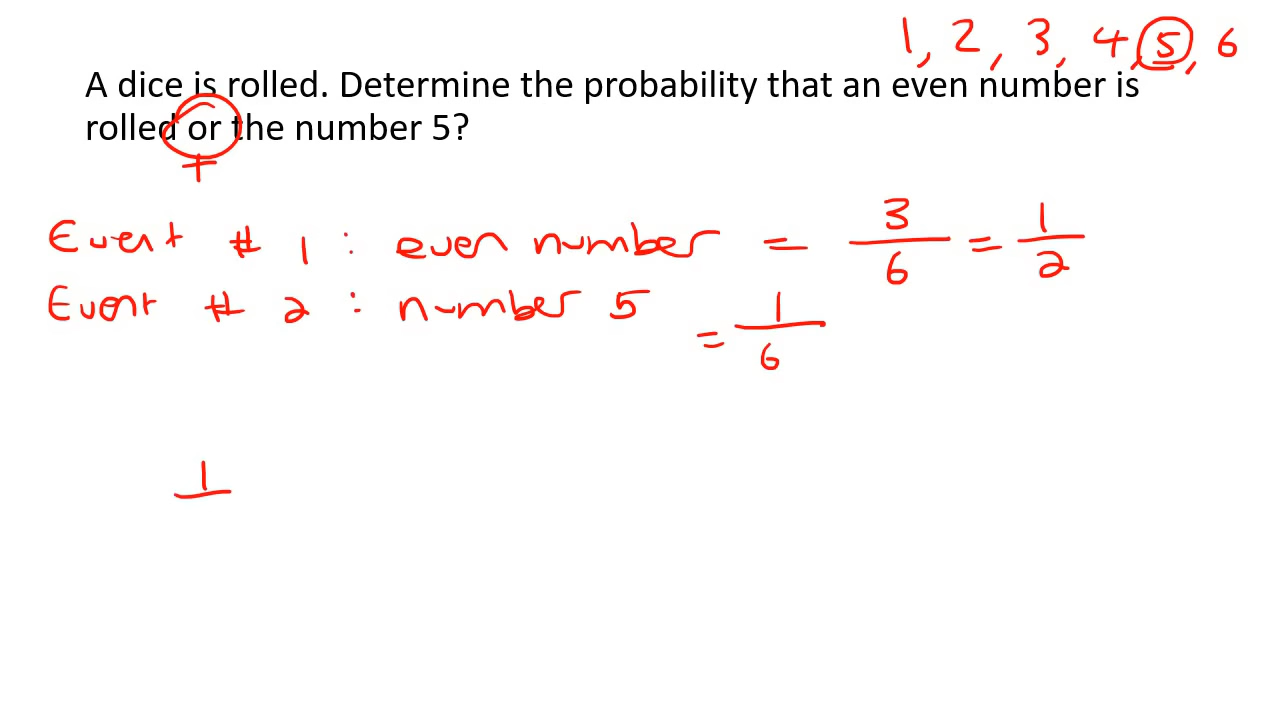 1, 2, 3, 4, 5, 6
A dice is rolled. Determine the probability that an even number is
rolled or the number 5?
+
Event # 1 : even number = 3/6 = 1/2
Event # 2 : number 5 = 1/6
1